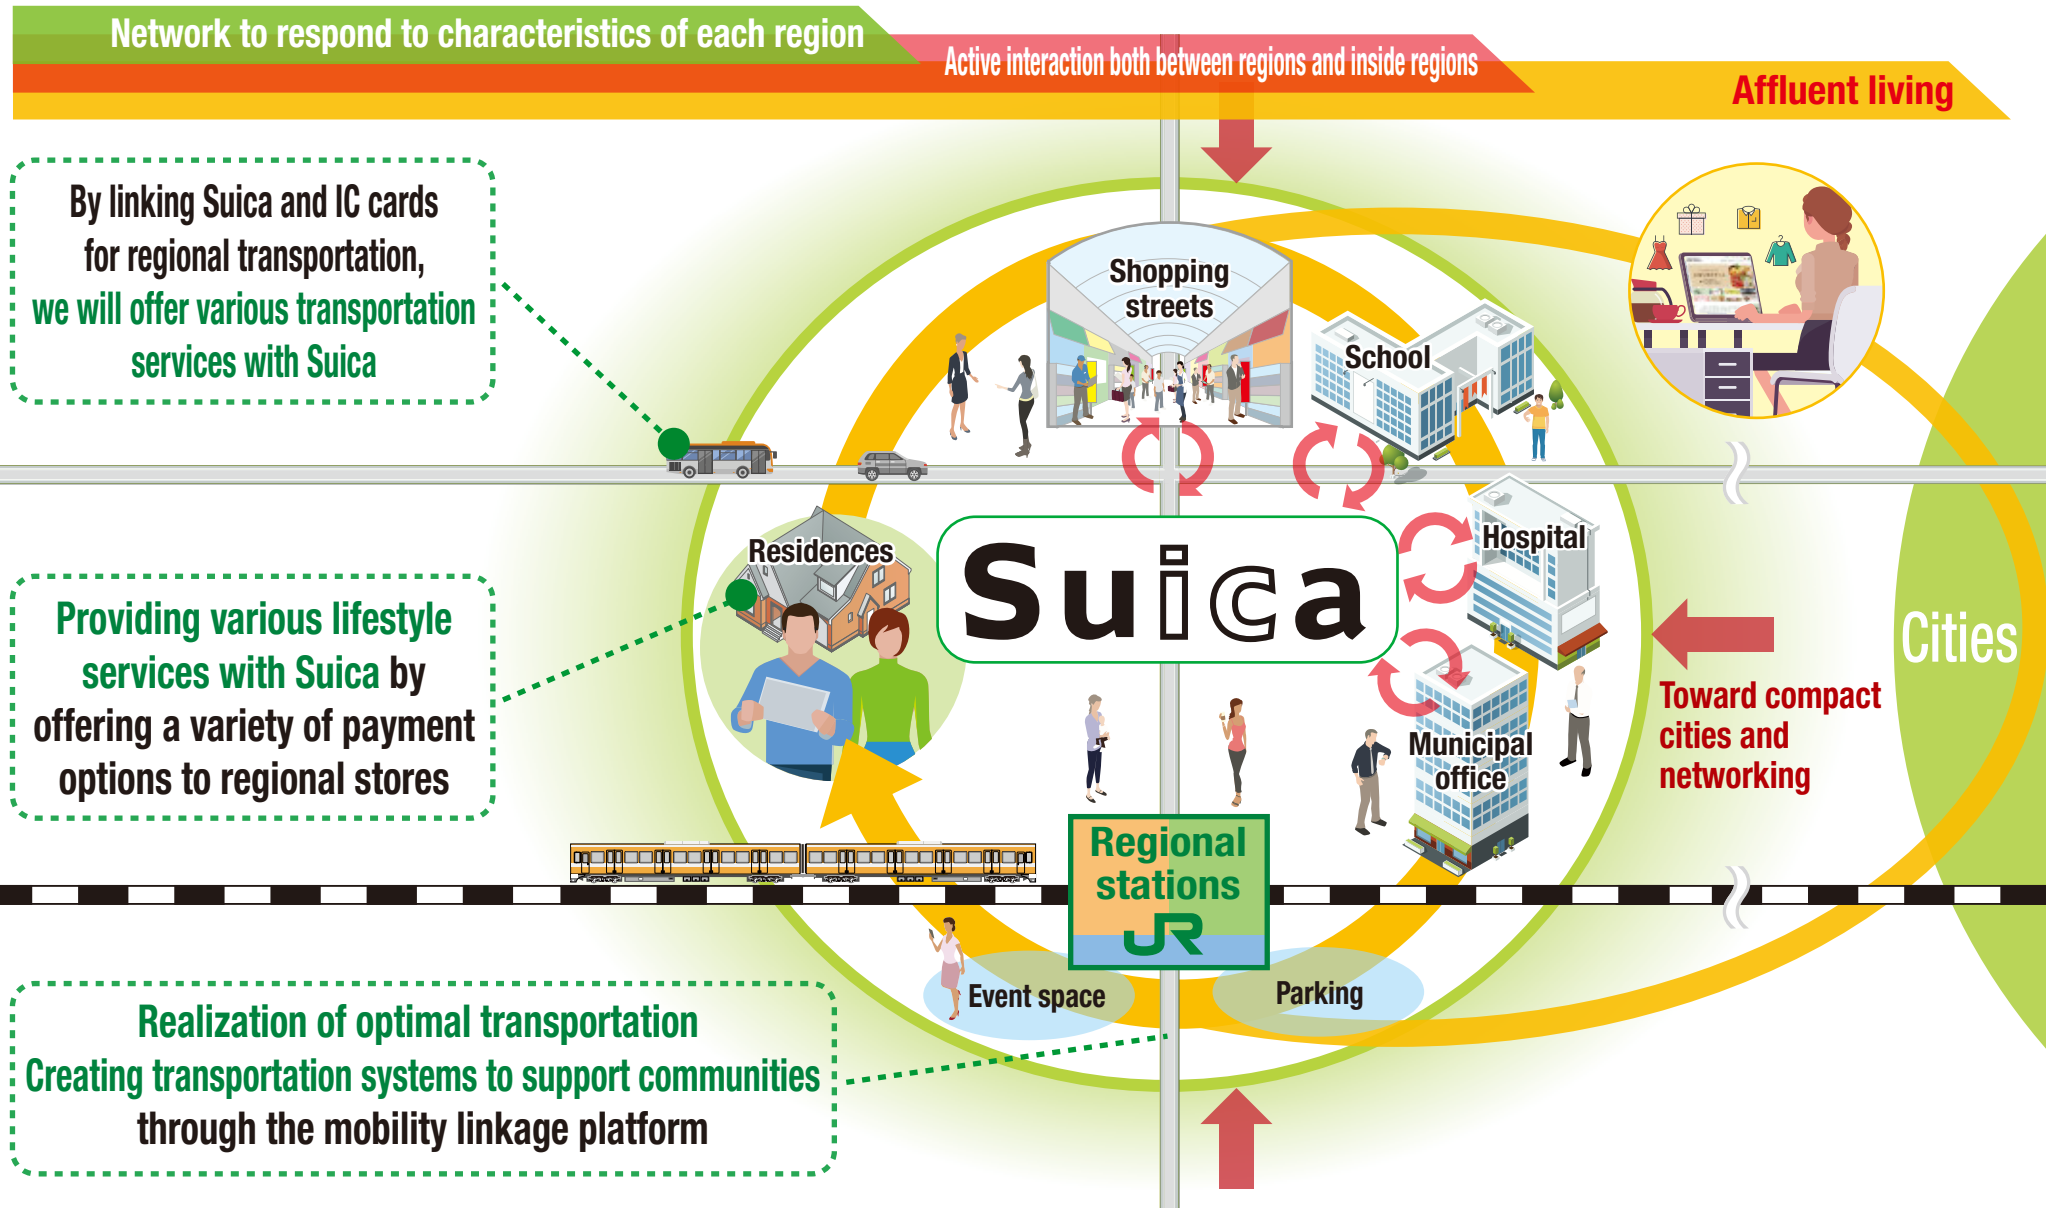 Network to respond to characteristics of each region
Active interaction both between regions and inside regions
Affluent living
By linking Suica and IC cards
for regional transportation,
we will offer various transportation
services with Suica
Shopping
streets
School
Residences
Suica
Hospital
Cities
Providing various lifestyle
services with Suica by
offering a variety of payment
options to regional stores
Toward compact
cities and
networking
Municipal
office
Regional
stations
JR
Event space
Parking
Realization of optimal transportation
Creating transportation systems to support communities
through the mobility linkage platform